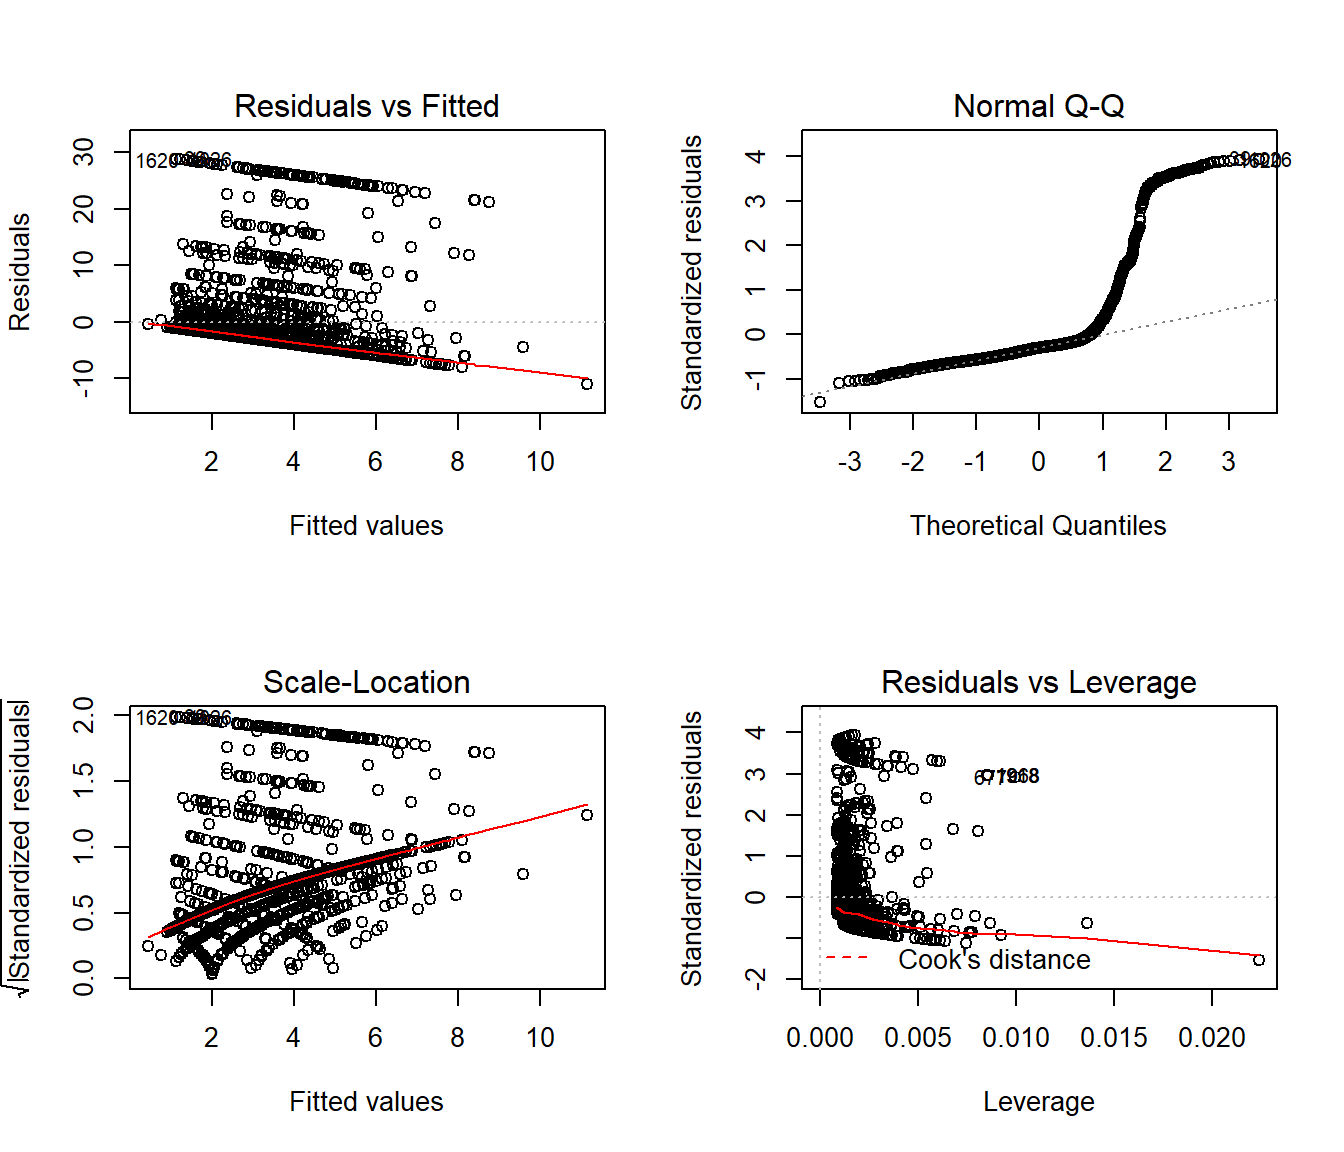 Residuals vs Fitted
Residuals
30
20
10
0
-10
1620
2 4 6 8 10
Fitted values
Normal Q-Q
Standardized residuals
4
3
2
1
0
-1
-3 -2 -1 0 1 2 3
Theoretical Quantiles
Scale-Location
√|Standardized residuals|
2.0
1.5
1.0
0.5
0.0
1620
2 4 6 8 10
Fitted values
Residuals vs Leverage
Standardized residuals
4
3
2
1
0
-2
Cook's distance
0.000 0.005 0.010 0.015 0.020
Leverage